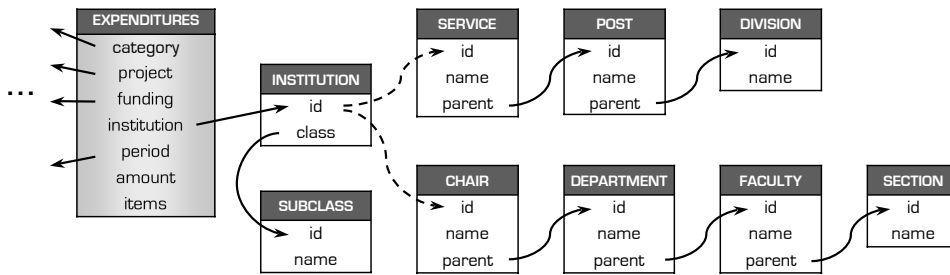 EXPENDITURES
category
project
funding
institution
period
amount
items
...
INSTITUTION
id
class
SUBCLASS
id
name
SERVICE
id
name
parent
POST
id
name
parent
DIVISION
id
name
CHAIR
id
name
parent
DEPARTMENT
id
name
parent
FACULTY
id
name
parent
SECTION
id
name